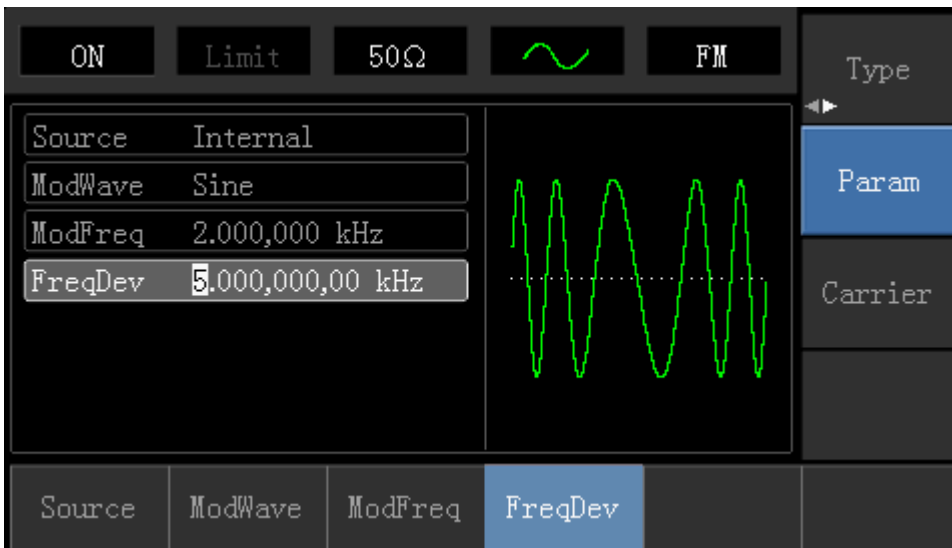 ON Limit 50Ω FM
Type
Source Internal
ModWave Sine
ModFreq 2.000,000 kHz
FreqDev 5.000,000,00 kHz
Param
Carrier
Source ModWave ModFreq FreqDev